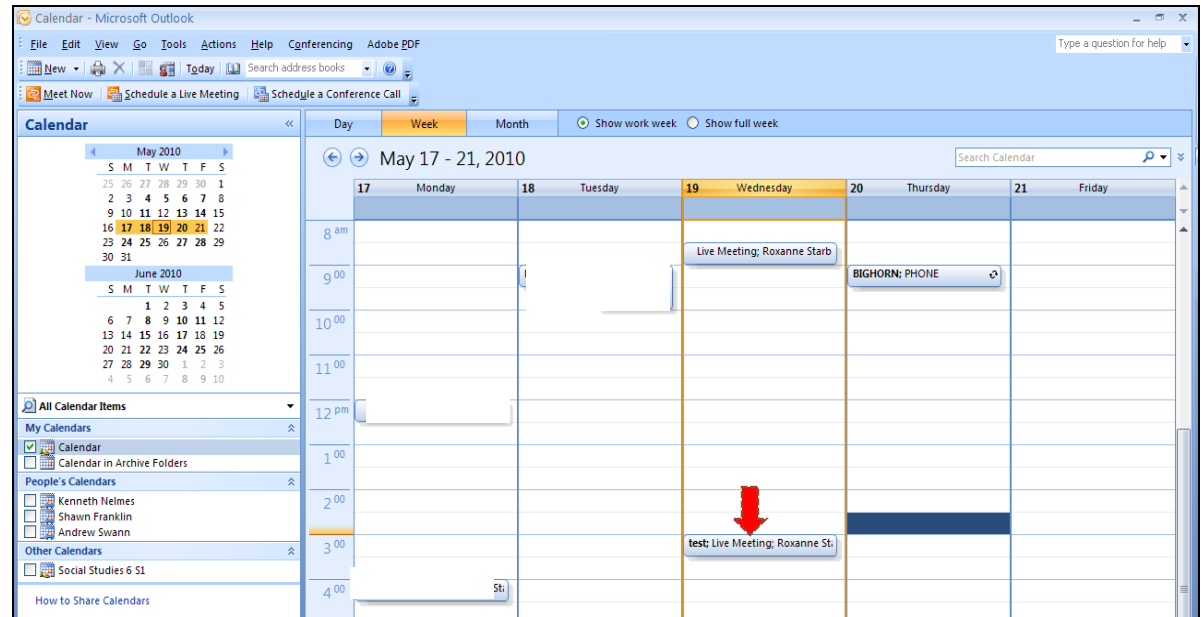 Calendar - Microsoft Outlook
File Edit View Go Tools Actions Help Conferencing Adobe PDF
Type a question for help
New Today Search address books
Meet Now Schedule a Live Meeting Schedule a Conference Call
Calendar «
Day Week Month Show work week Show full week
May 2010
S M T W T F S
25 26 27 28 29 30 1
2 3 4 5 6 7 8
9 10 11 12 13 14 15
16 17 18 19 20 21 22
23 24 25 26 27 28 29
30 31
June 2010
S M T W T F S
1 2 3 4 5
6 7 8 9 10 11 12
13 14 15 16 17 18 19
20 21 22 23 24 25 26
27 28 29 30 1 2 3
4 5 6 7 8 9 10
All Calendar Items
My Calendars
Calendar
Calendar in Archive Folders
People's Calendars
Kenneth Nelmes
Shawn Franklin
Andrew Swann
Other Calendars
Social Studies 6 S1
How to Share Calendars
May 17 - 21, 2010
Search Calendar
17 Monday 18 Tuesday 19 Wednesday 20 Thursday 21 Friday
8 am
Live Meeting; Roxanne Starb
9 00
BIGHORN; PHONE
10 00
11 00
12 pm
1 00
2 00
3 00
test; Live Meeting; Roxanne Sta
4 00
Sta